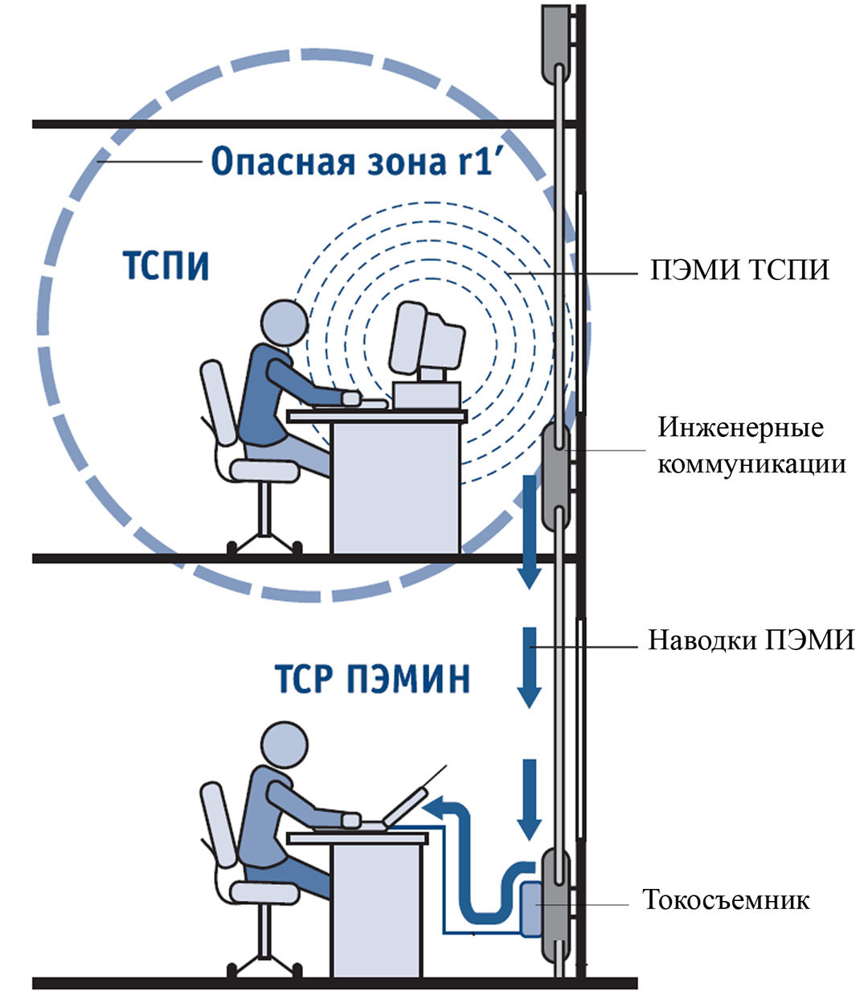 Опасная зона r1′
ТСПИ
ПЭМИ ТСПИ
Инженерные
коммуникации
Наводки ПЭМИ
ТСР ПЭМИН
Токосъемник